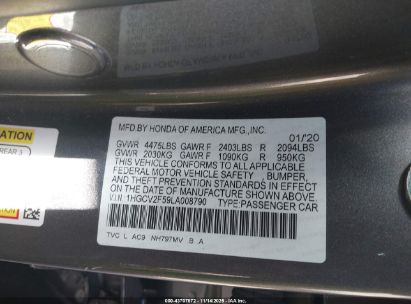 MFD.BY HONDA OF AMERICA MFG.,INC. 01/'20
GVWR 4475LBS GAWR F 2403LBS R 2094LBS
GVWR 2030KG GAWR F 1090KG R 950KG
THIS VEHICLE CONFORMS TO ALL APPLICABLE
FEDERAL MOTOR VEHICLE SAFETY, BUMPER,
AND THEFT PREVENTION STANDARDS IN EFFECT
ON THE DATE OF MANUFACTURE SHOWN ABOVE.
V.I.N. 1HGCV2F59LA008790 TYPE:PASSENGER CAR
TVC L AC9 NH797MV B A
REAR